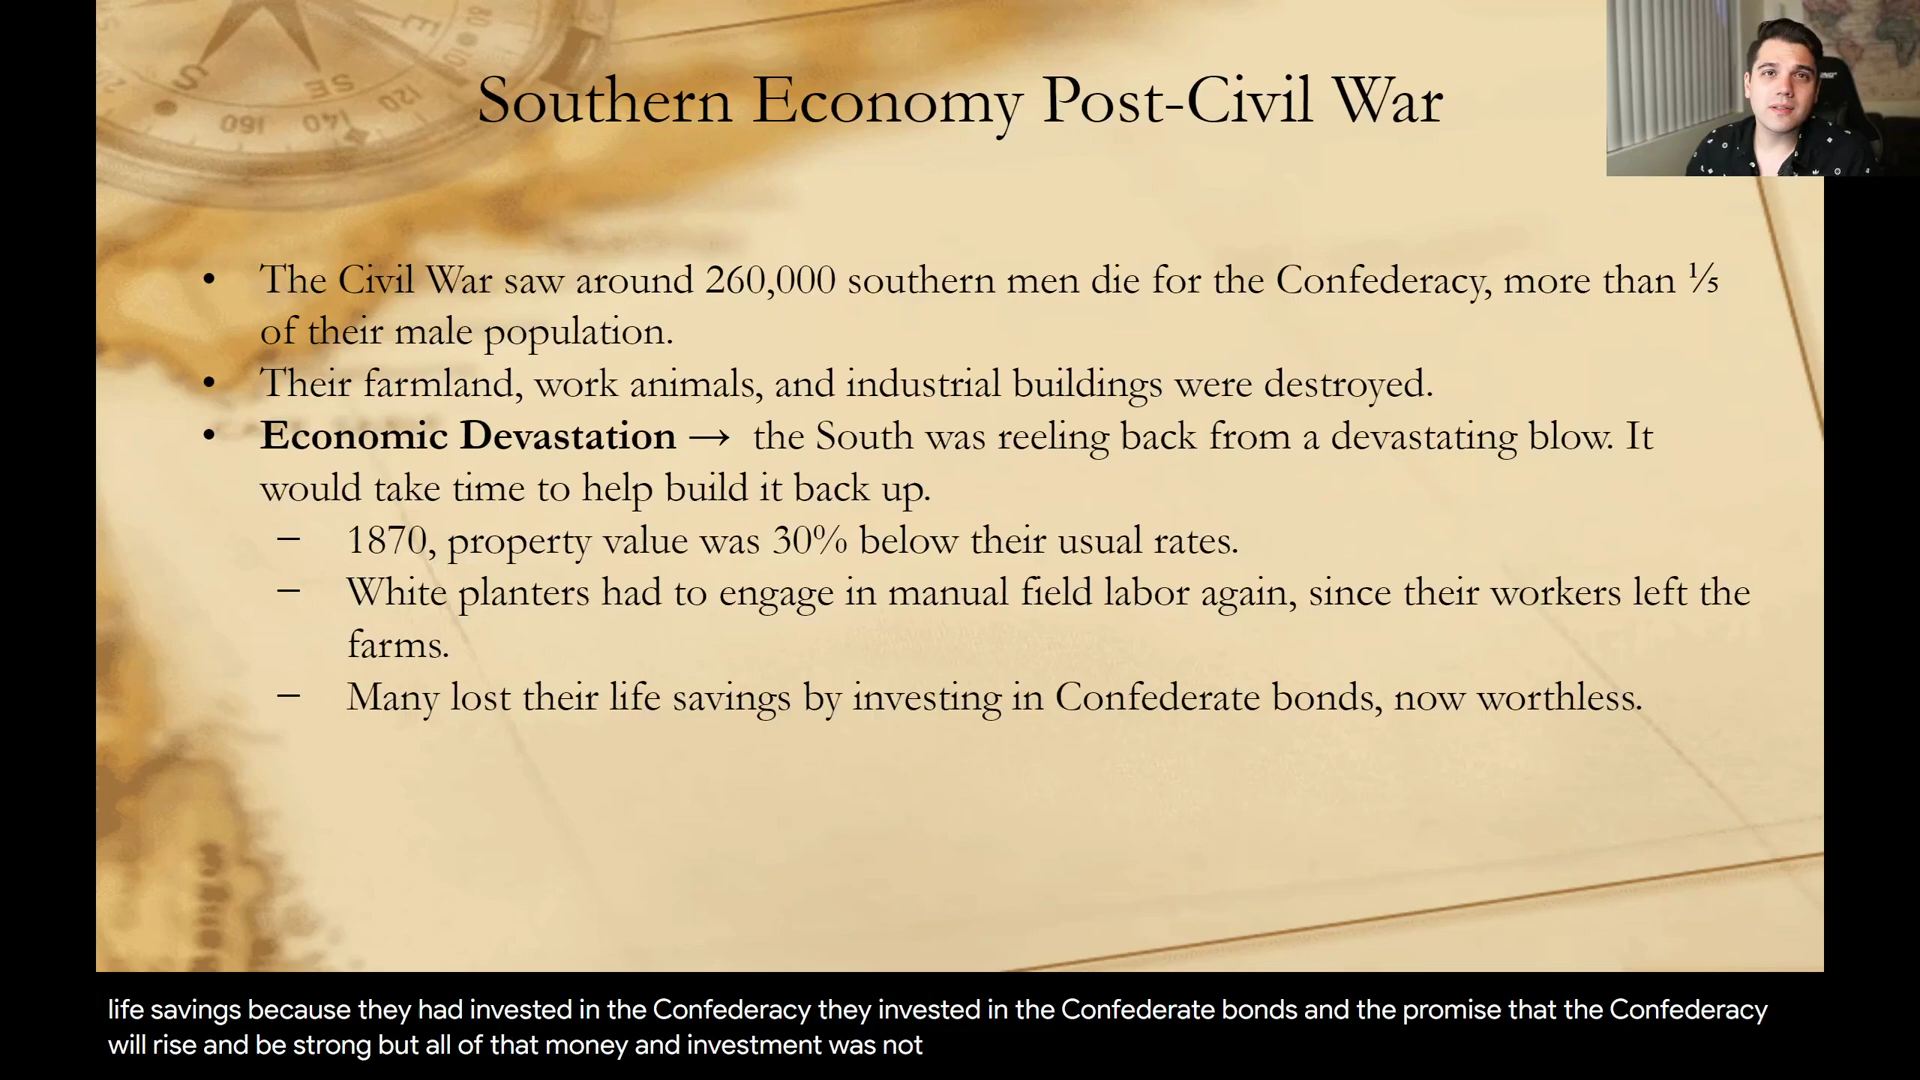 Southern Economy Post-Civil War
• The Civil War saw around 260,000 southern men die for the Confederacy, more than ⅕
of their male population.
• Their farmland, work animals, and industrial buildings were destroyed.
• Economic Devastation → the South was reeling back from a devastating blow. It
would take time to help build it back up.
– 1870, property value was 30% below their usual rates.
– White planters had to engage in manual field labor again, since their workers left the
farms.
– Many lost their life savings by investing in Confederate bonds, now worthless.
life savings because they had invested in the Confederacy they invested in the Confederate bonds and the promise that the Confederacy
will rise and be strong but all of that money and investment was not
S
SE
E
160
140
120